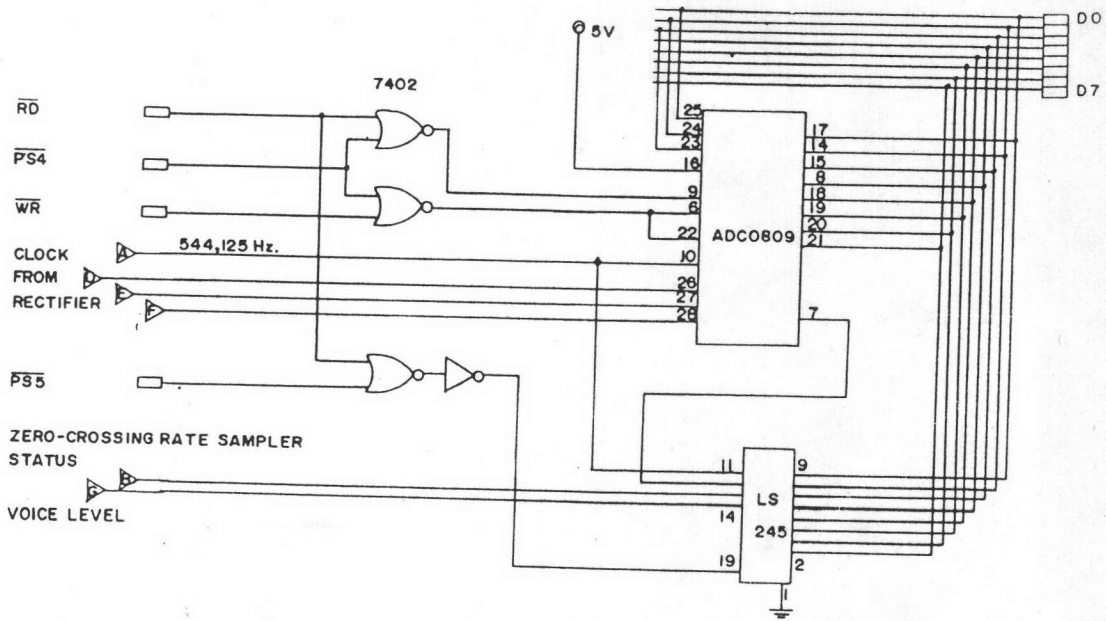 D0
5V
D7
7402
RD
PS4
WR
CLOCK
FROM
RECTIFIER
A
544,125 Hz.
D
E
F
25
24
23
16
9
6
22
10
26
27
28
ADC0809
17
14
15
8
18
19
20
21
7
PS5
ZERO-CROSSING RATE SAMPLER
STATUS
B
G
VOICE LEVEL
11
14
19
LS
245
9
2
1